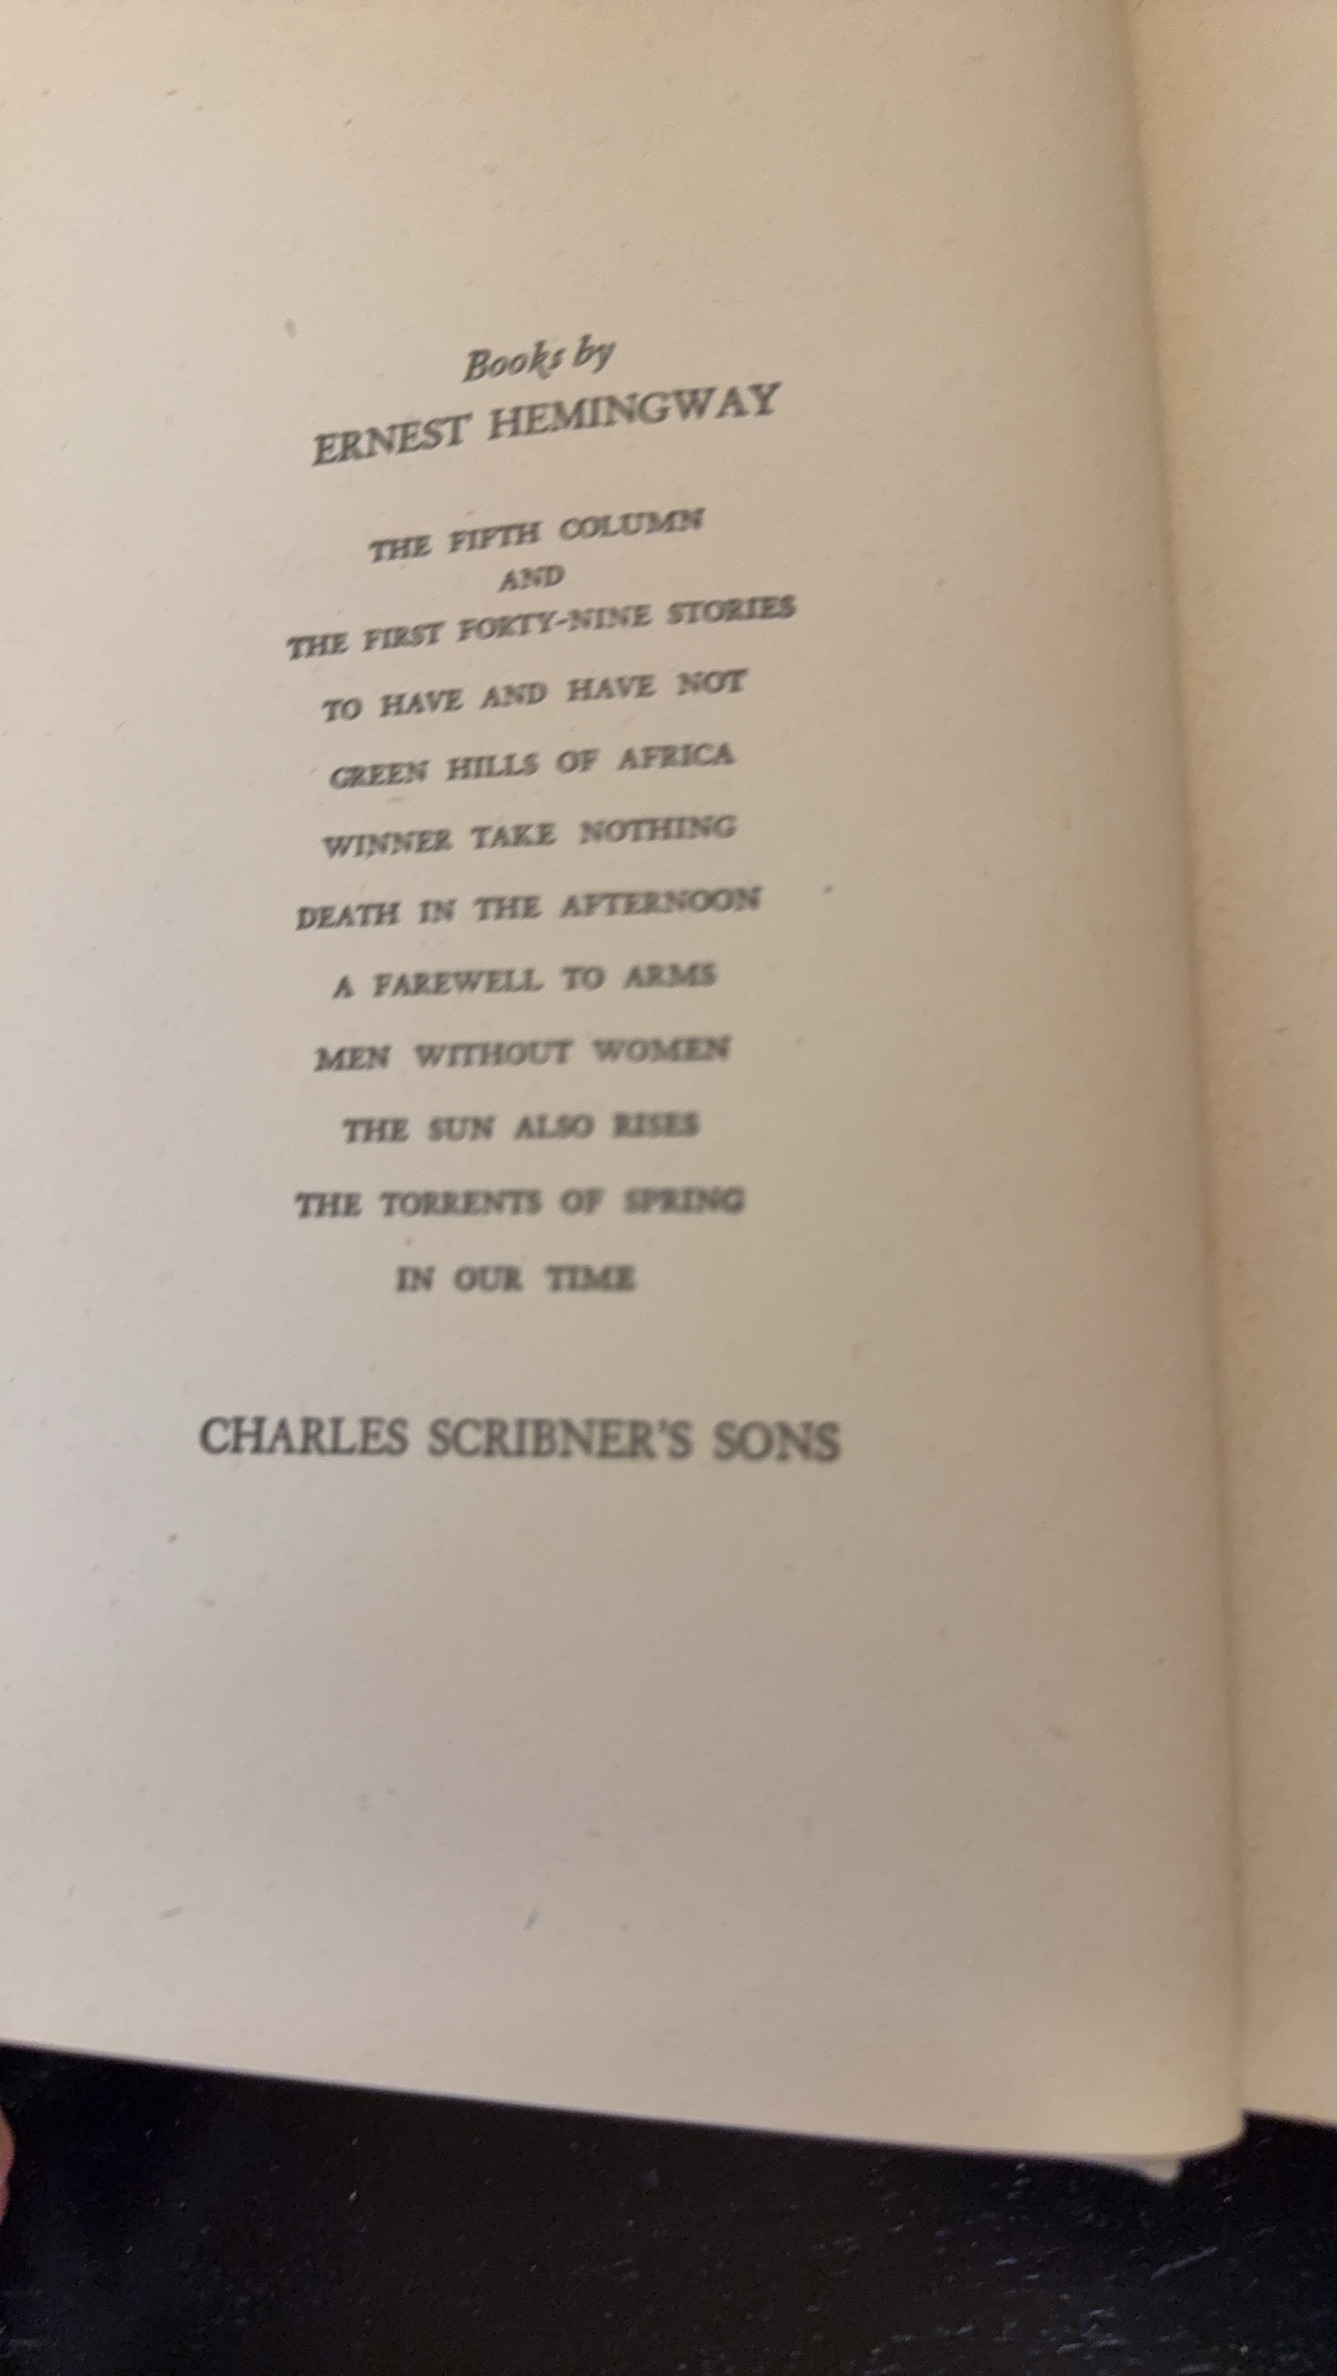 Books by
ERNEST HEMINGWAY
THE FIFTH COLUMN
AND
THE FIRST FORTY-NINE STORIES
TO HAVE AND HAVE NOT
GREEN HILLS OF AFRICA
WINNER TAKE NOTHING
DEATH IN THE AFTERNOON
A FAREWELL TO ARMS
MEN WITHOUT WOMEN
THE SUN ALSO RISES
THE TORRENTS OF SPRING
IN OUR TIME
CHARLES SCRIBNER'S SONS